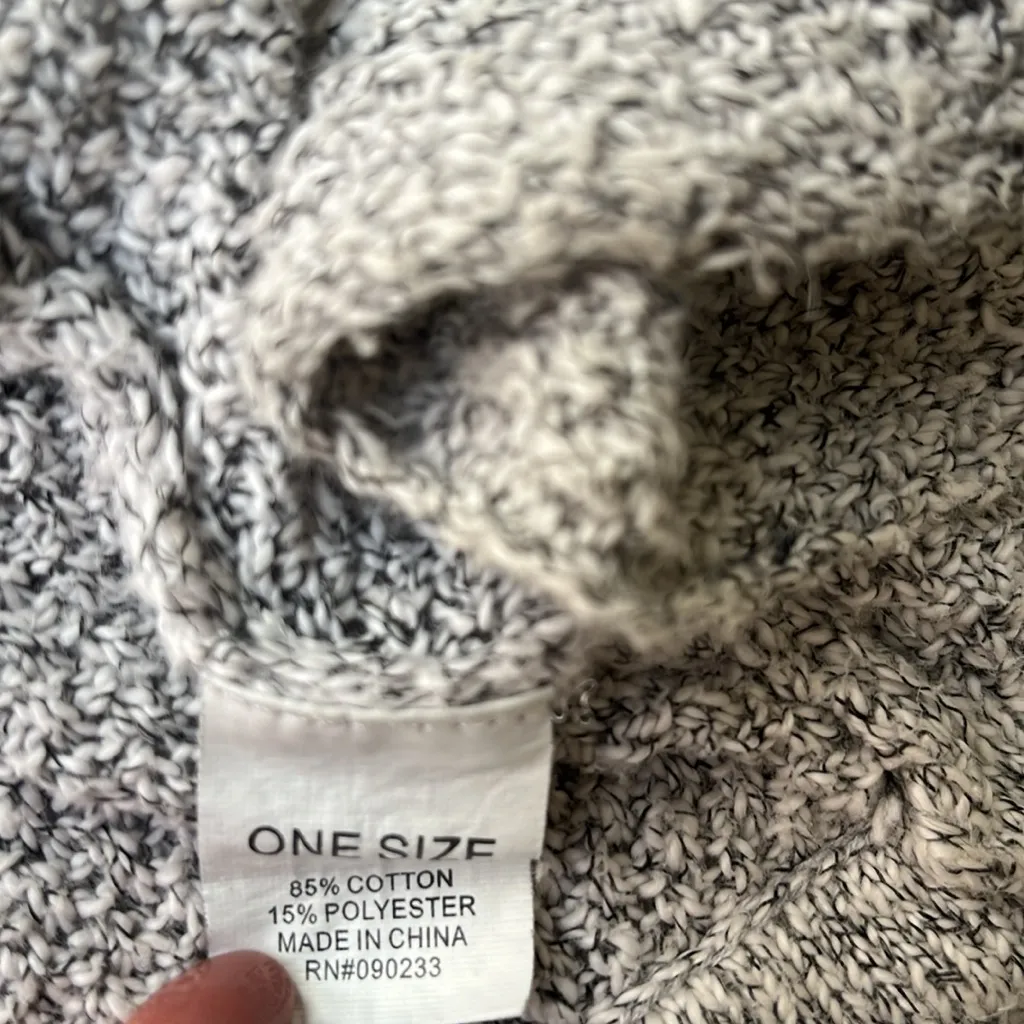 ONE SIZE
85% COTTON
15% POLYESTER
MADE IN CHINA
RN#090233